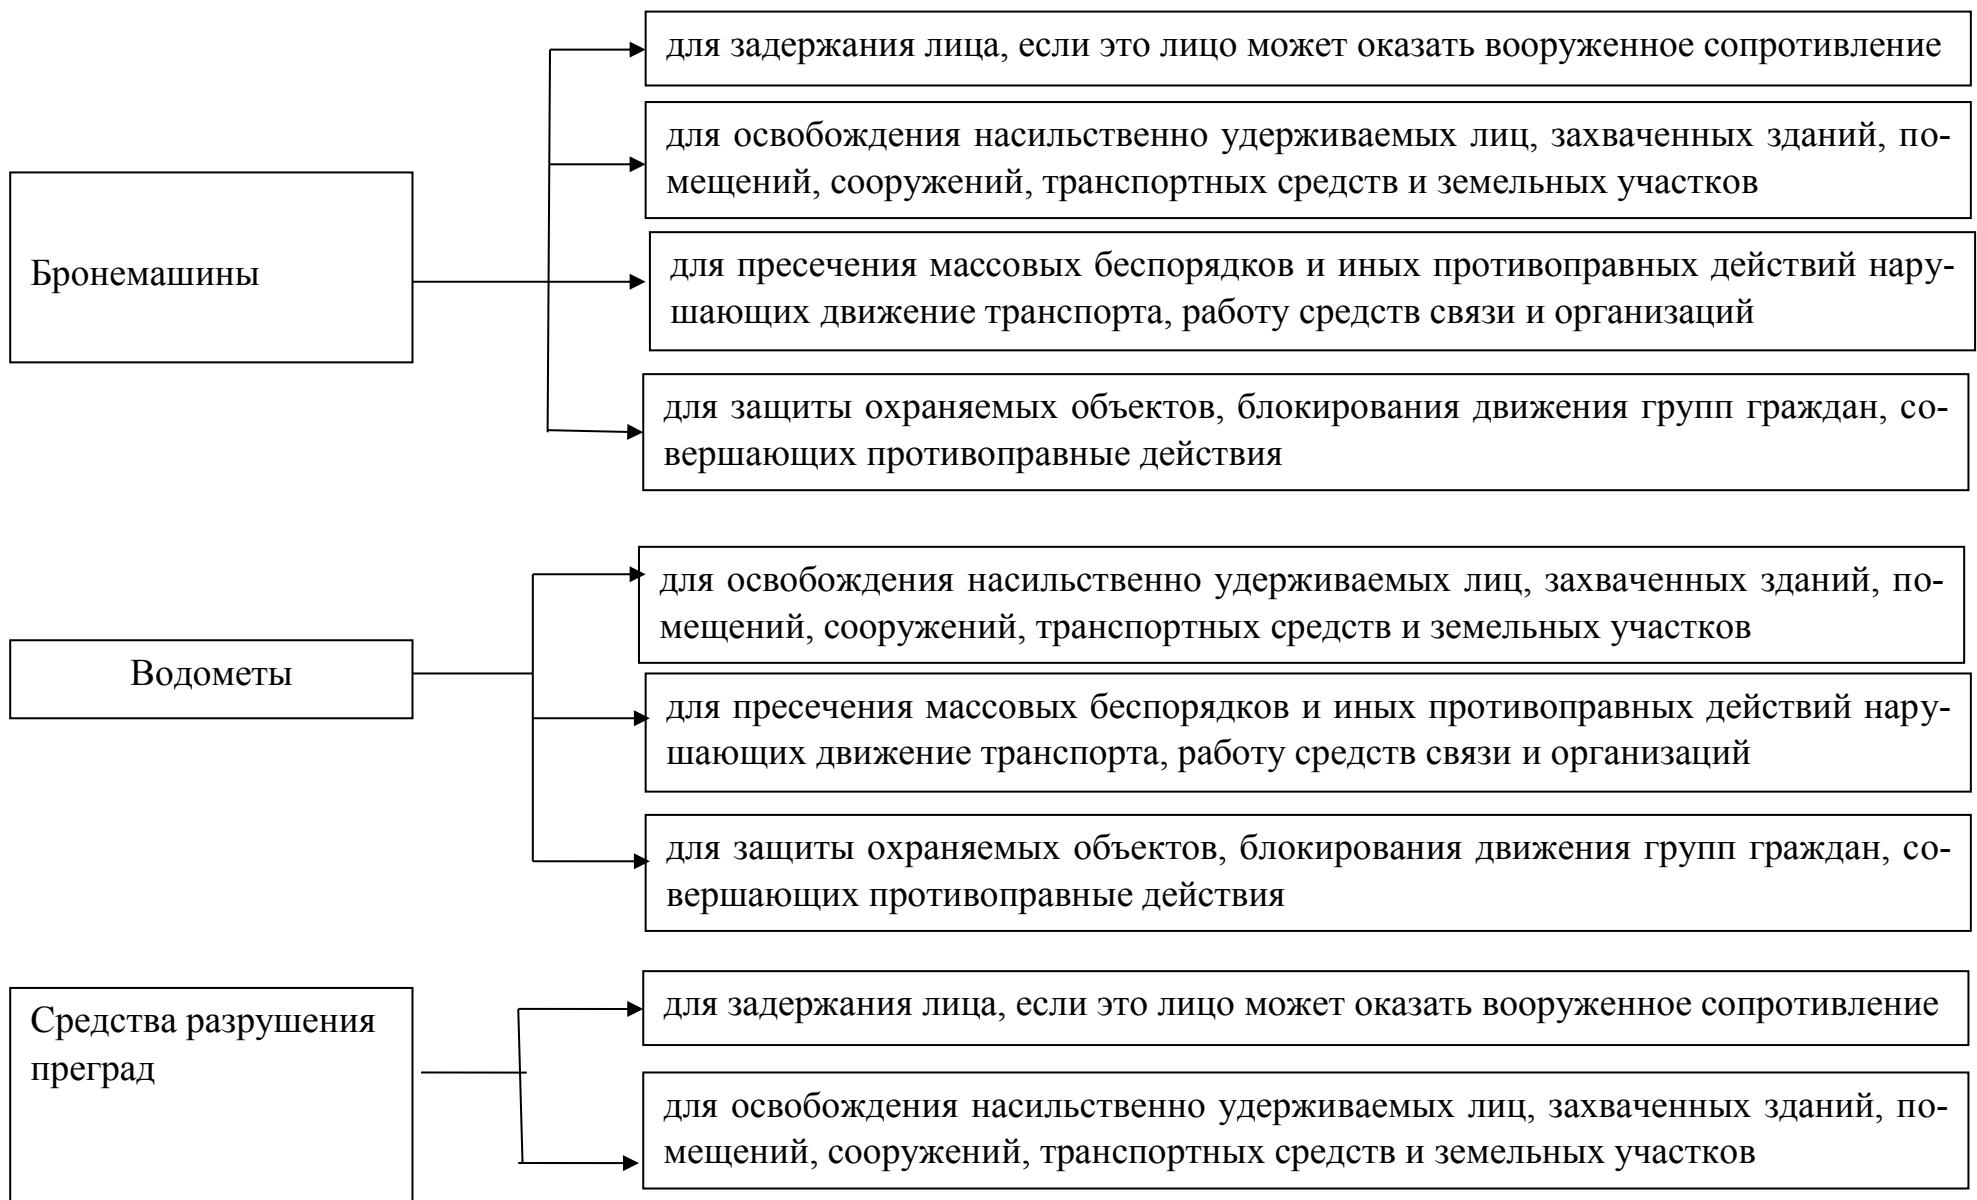 для задержания лица, если это лицо может оказать вооруженное сопротивление
для освобождения насильственно удерживаемых лиц, захваченных зданий, по-
мещений, сооружений, транспортных средств и земельных участков
Бронемашины
для пресечения массовых беспорядков и иных противоправных действий нару-
шающих движение транспорта, работу средств связи и организаций
для защиты охраняемых объектов, блокирования движения групп граждан, со-
вершающих противоправные действия
для освобождения насильственно удерживаемых лиц, захваченных зданий, по-
мещений, сооружений, транспортных средств и земельных участков
Водометы
для пресечения массовых беспорядков и иных противоправных действий нару-
шающих движение транспорта, работу средств связи и организаций
для защиты охраняемых объектов, блокирования движения групп граждан, со-
вершающих противоправные действия
Средства разрушения
преград
для задержания лица, если это лицо может оказать вооруженное сопротивление
для освобождения насильственно удерживаемых лиц, захваченных зданий, по-
мещений, сооружений, транспортных средств и земельных участков